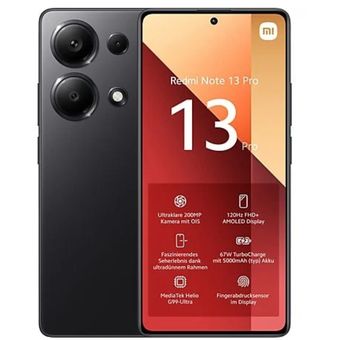 mi
Redmi Note 13 Pro
13
Pro
Ultraklare 200MP
Kamera mit OIS
120Hz FHD+
AMOLED Display
Faszinierendes
Seherlebnis dank
ultradünnem Rahmen
67W TurboCharge
mit 5000mAh (typ) Akku
MediaTek Helio
G99-Ultra
Fingerabdrucksensor
im Display